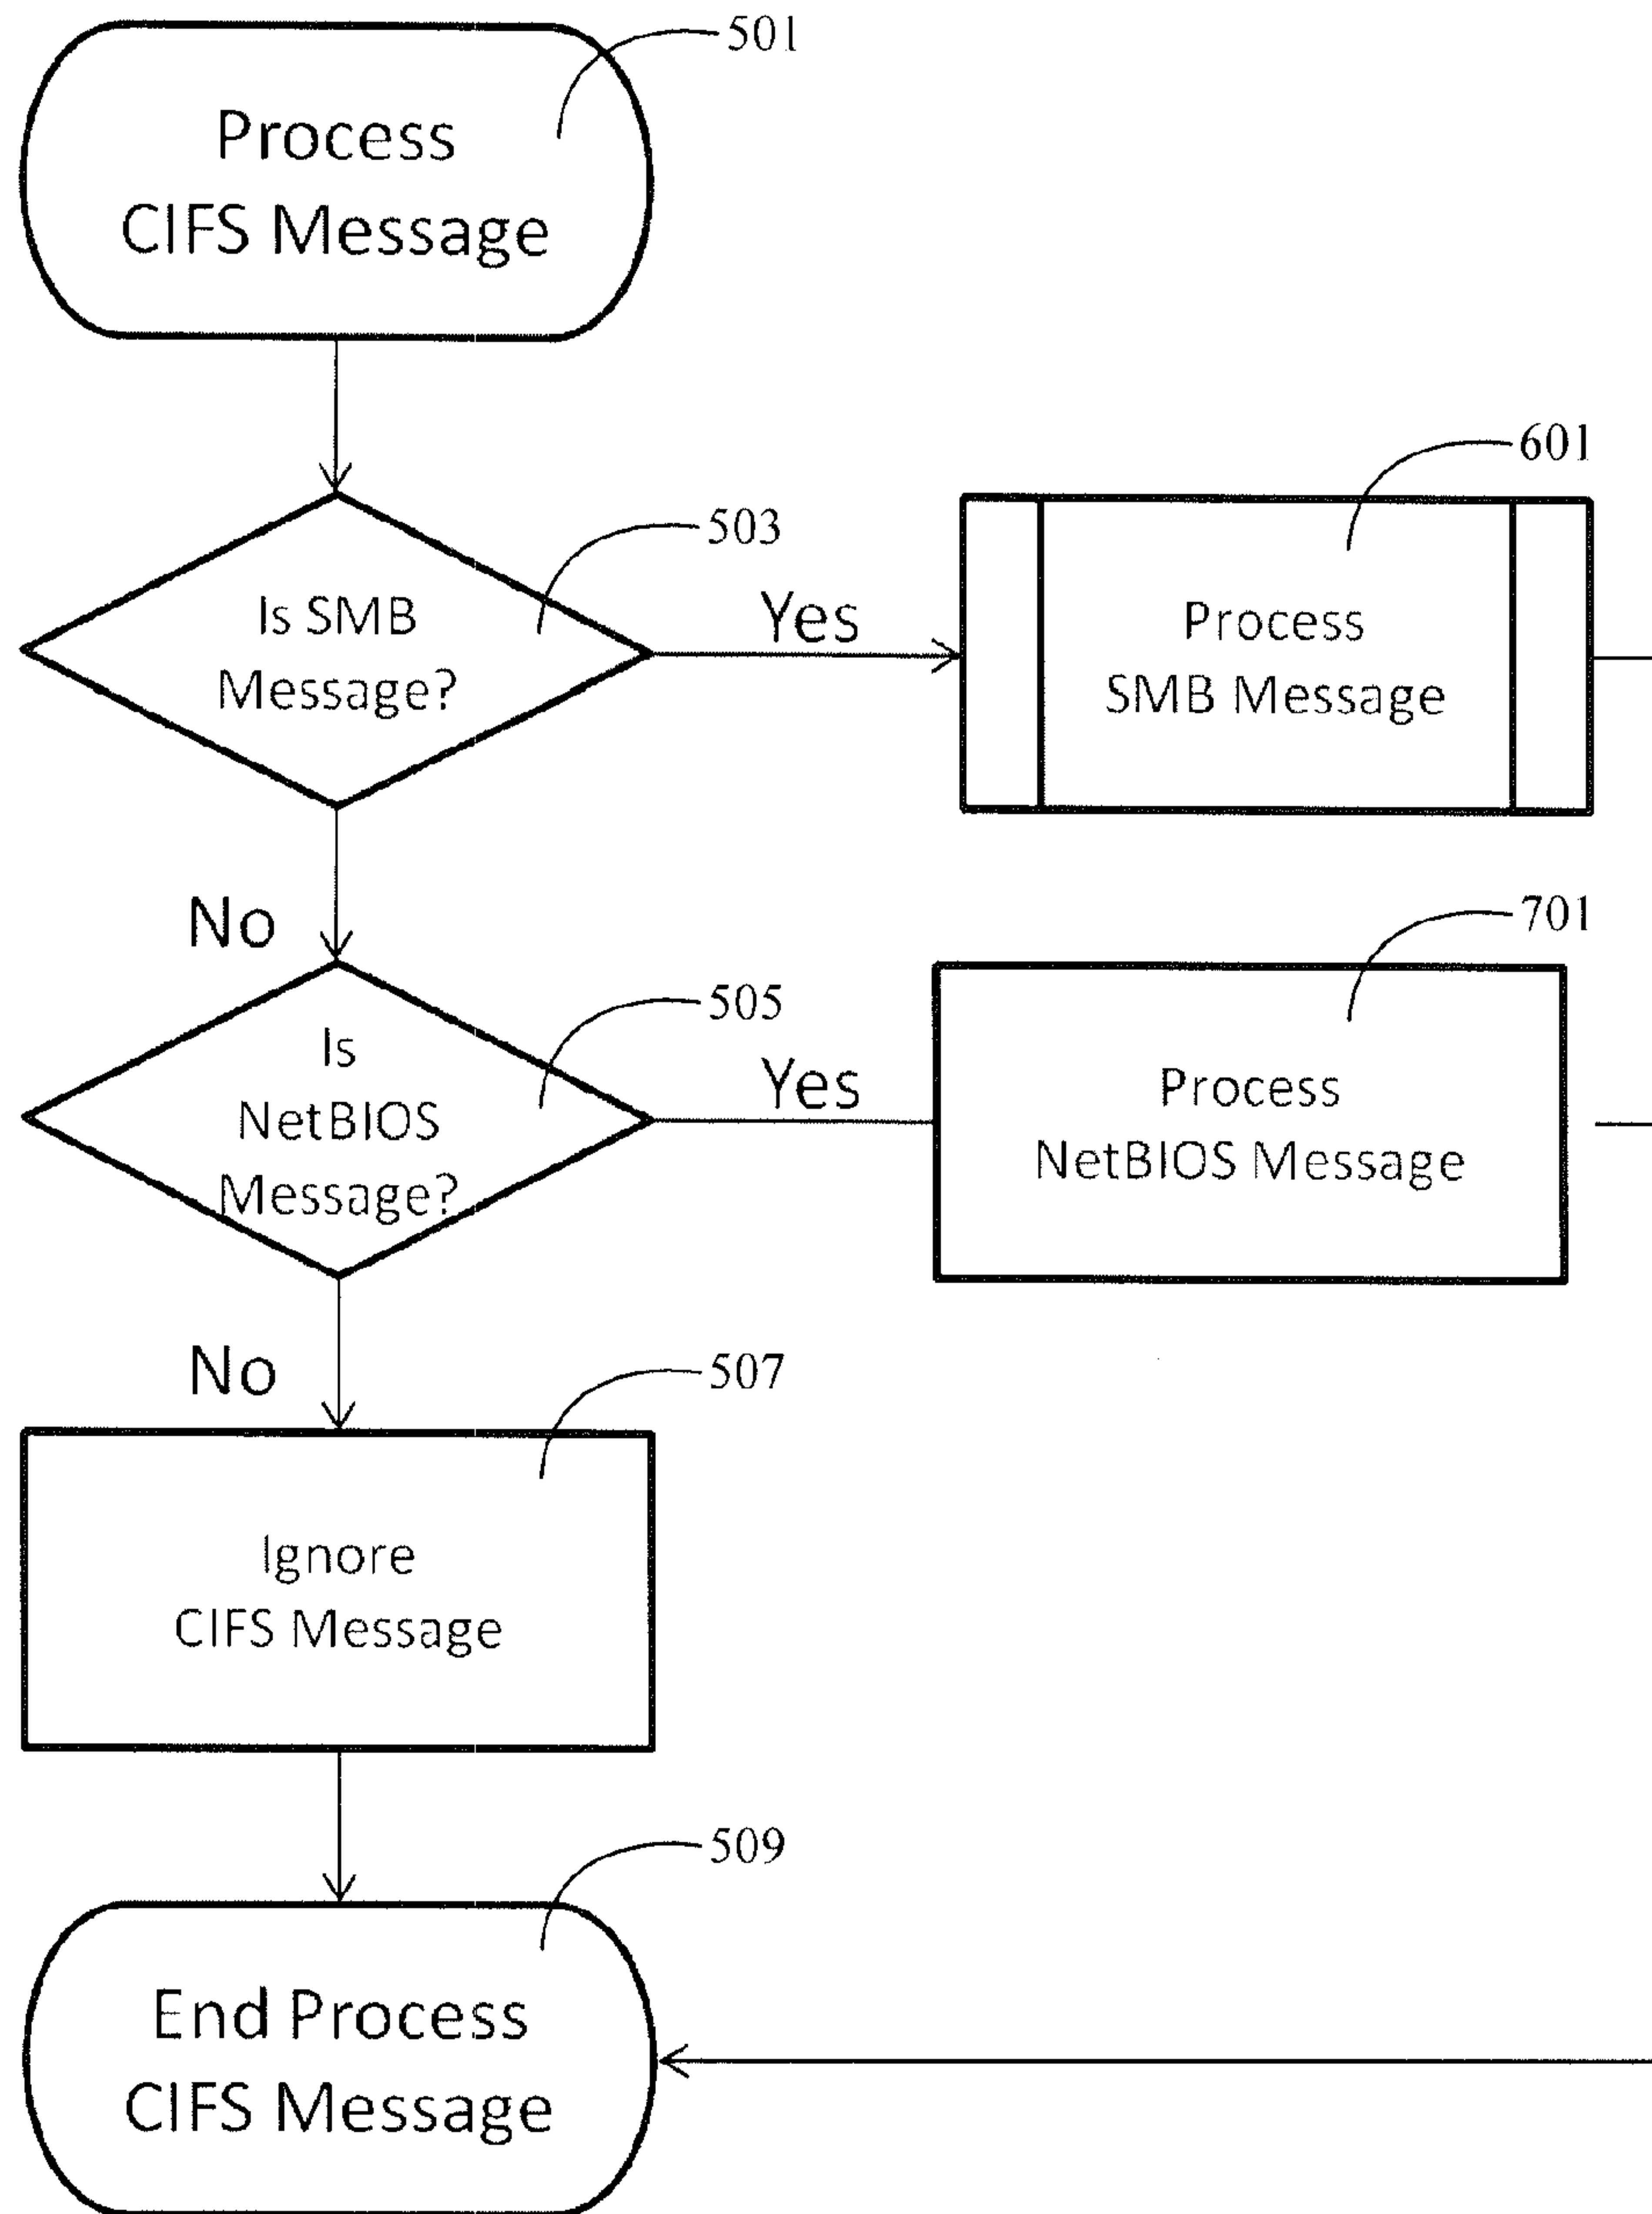 501
Process
CIFS Message
601
503
Is SMB
Message?
Yes
Process
SMB Message
No
701
505
Is
NetBIOS
Message?
Yes
Process
NetBIOS Message
No
507
Ignore
CIFS Message
509
End Process
CIFS Message